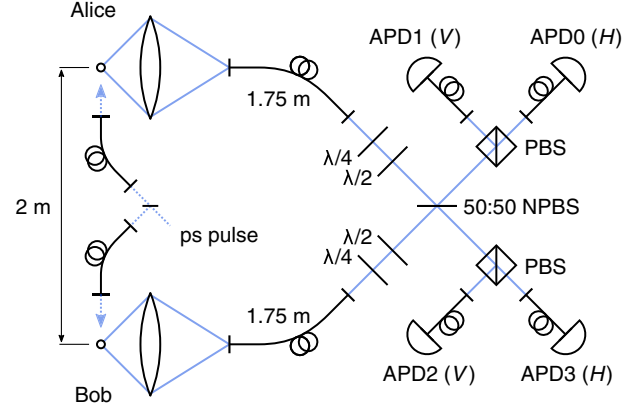 Alice
APD1 (V)
APD0 (H)
1.75 m
λ/4
λ/2
PBS
2 m
ps pulse
50:50 NPBS
λ/2
λ/4
PBS
1.75 m
Bob
APD2 (V)
APD3 (H)